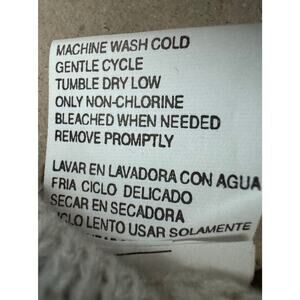 MACHINE WASH COLD
GENTLE CYCLE
TUMBLE DRY LOW
ONLY NON-CHLORINE
BLEACHED WHEN NEEDED
REMOVE PROMPTLY
LAVAR EN LAVADORA CON AGUA
FRIA CICLO DELICADO
SECAR EN SECADORA
CICLO LENTO USAR SOLAMENTE